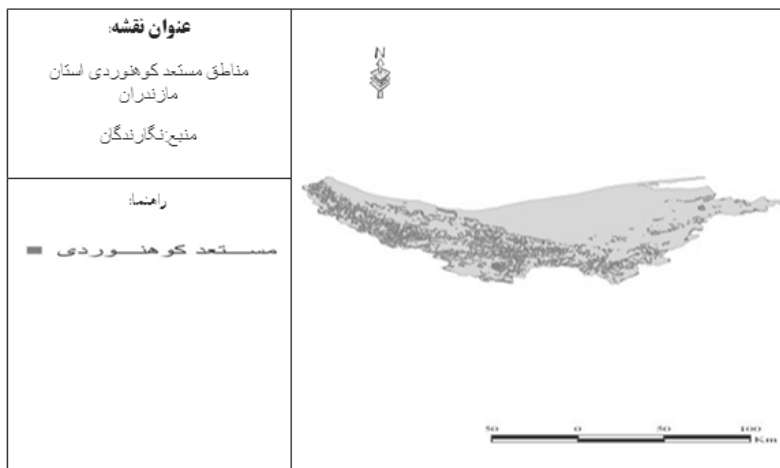 عنوان نقشه:
مناطق مستعد کوهنوردی استان
مازندران
منبع:نگارندگان
راهنما:
مستعد کوهنوردی
N
50 0 50 100
Km